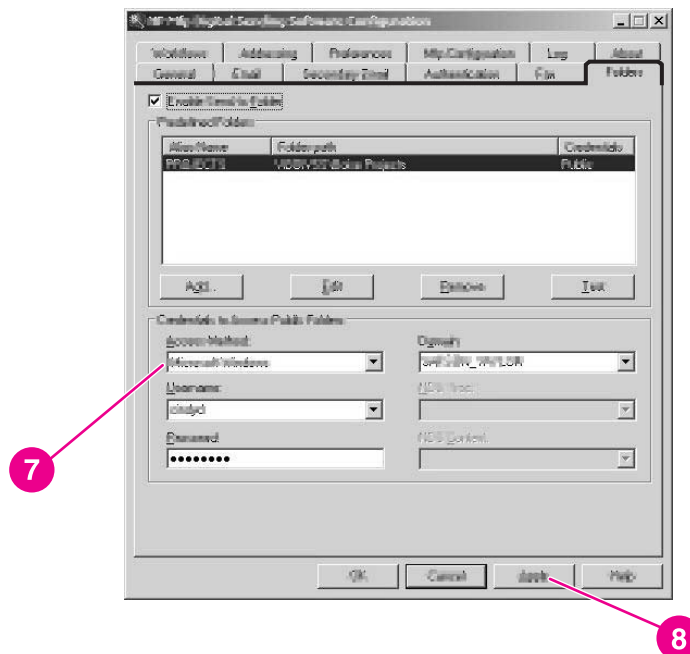 HP Mfp Digital Sending Software Configuration
Workflows Addressing Preferences Mfp Configuration Log About
General Email Secondary Email Authentication Fax Folders
Enable Send to Folder
Predefined Folders
Alias Name Folder path Credentials
PROJECTS Projects Public
Add... Edit Remove Test
Credentials to Access Public Folders
Access Method: Domain:
Microsoft Windows
Username: NDS Tree:
cindyd
Password: NDS Context:
7
OK Cancel Apply Help
8